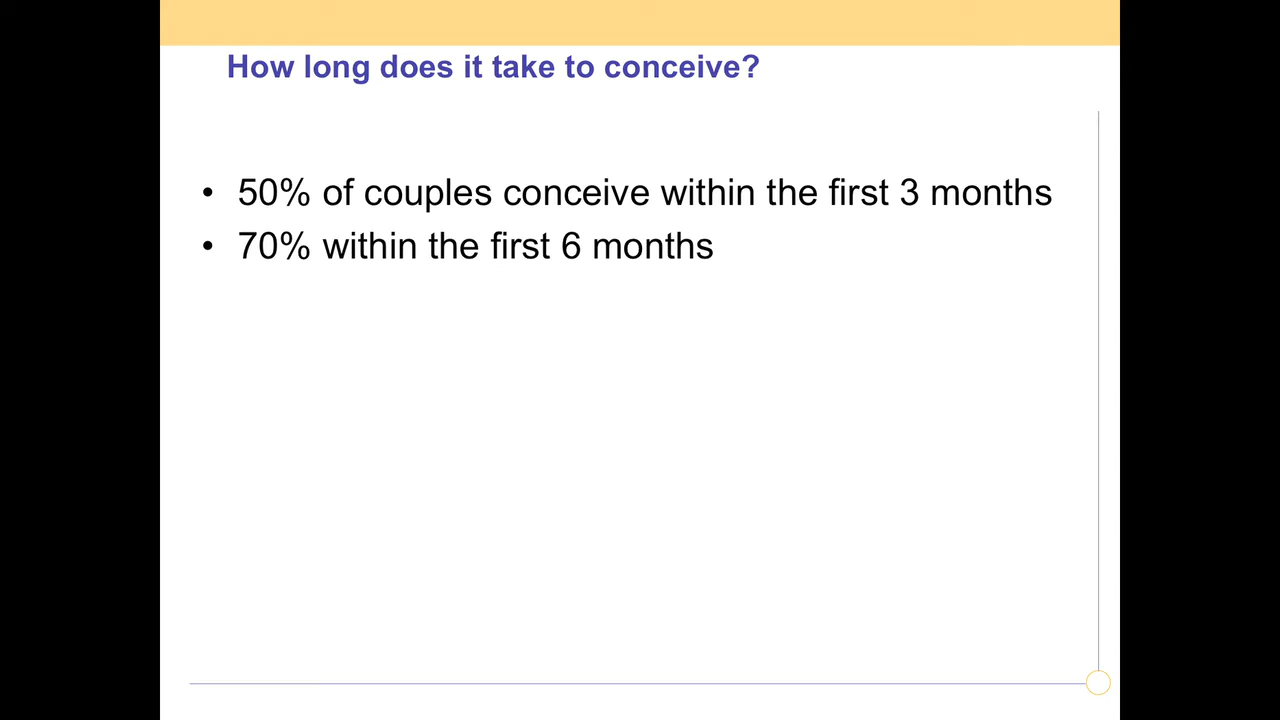 How long does it take to conceive?
• 50% of couples conceive within the first 3 months
• 70% within the first 6 months